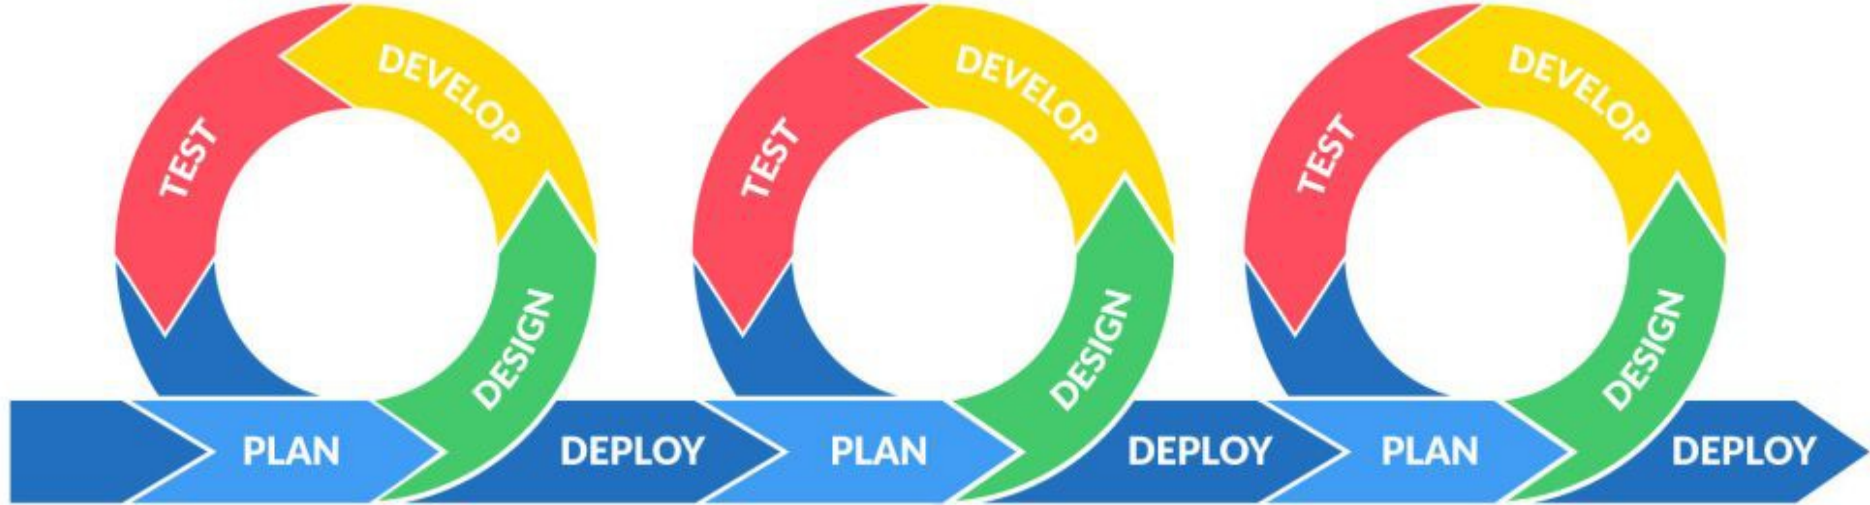 PLAN
DESIGN
DEVELOP
TEST
DEPLOY
PLAN
DESIGN
DEVELOP
TEST
DEPLOY
PLAN
DESIGN
DEVELOP
TEST
DEPLOY